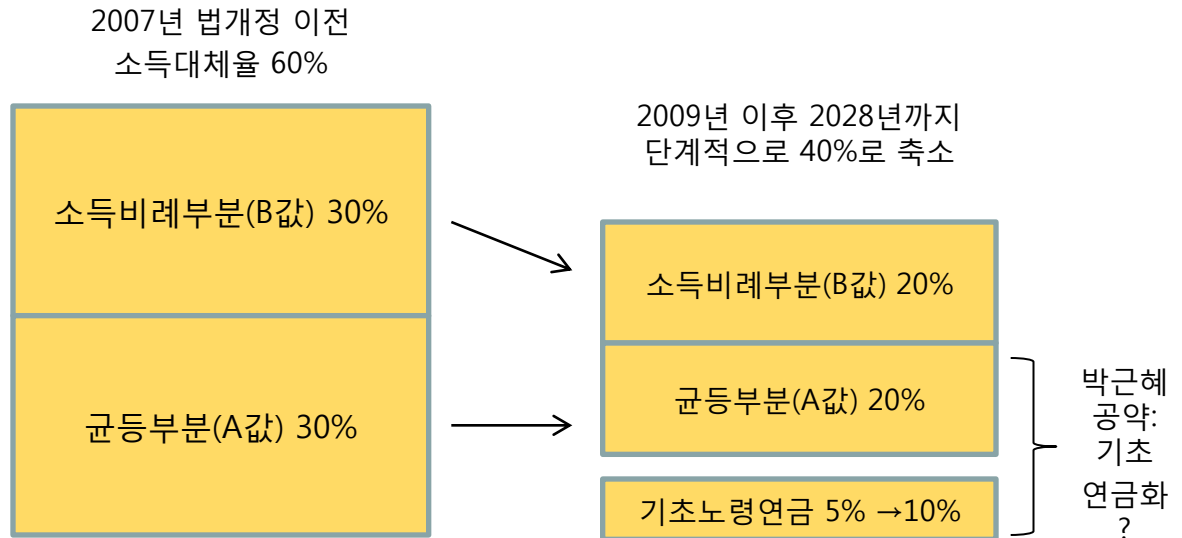 2007년 법개정 이전
소득대체율 60%
소득비례부분(B값) 30%
균등부분(A값) 30%
2009년 이후 2028년까지
단계적으로 40%로 축소
소득비례부분(B값) 20%
균등부분(A값) 20%
기초노령연금 5% →10%
박근혜
공약:
기초
연금화
?